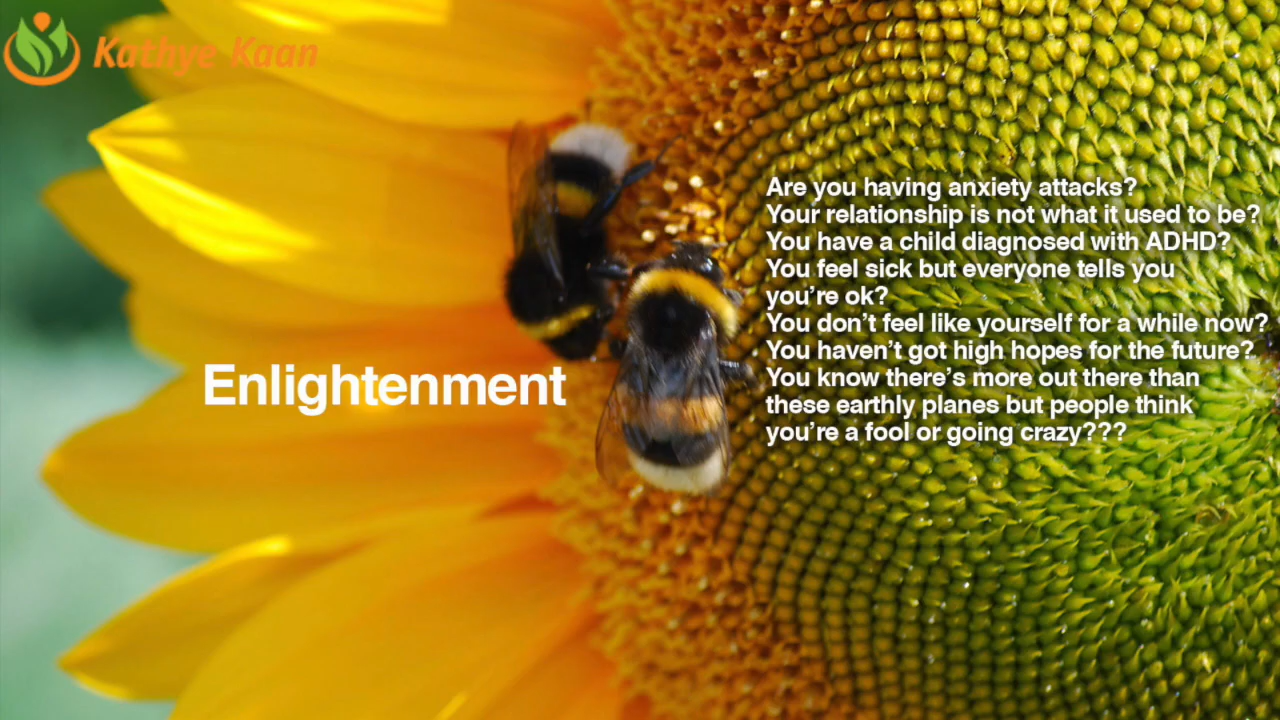 Kathye Kaan
Enlightenment
Are you having anxiety attacks?
Your relationship is not what it used to be?
You have a child diagnosed with ADHD?
You feel sick but everyone tells you
you’re ok?
You don’t feel like yourself for a while now?
You haven’t got high hopes for the future?
You know there’s more out there than
these earthly planes but people think
you’re a fool or going crazy???